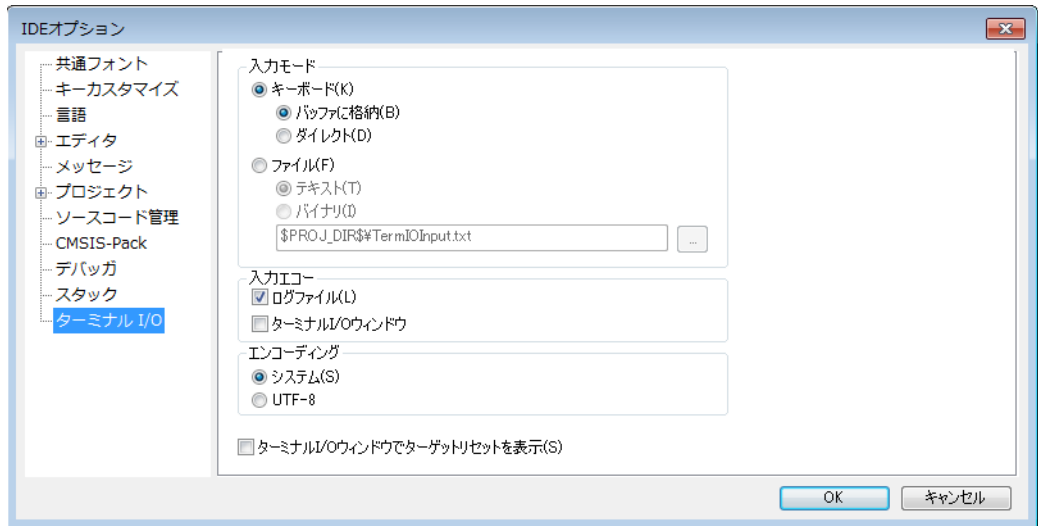 IDEオプション
共通フォント
キーカスタマイズ
言語
エディタ
メッセージ
プロジェクト
ソースコード管理
CMSIS-Pack
デバッガ
スタック
ターミナル I/O
入力モード
キーボード(K)
バッファに格納(B)
ダイレクト(D)
ファイル(F)
テキスト(T)
バイナリ(I)
$PROJ_DIR$¥TermIOInput.txt
...
入力エコー
ログファイル(L)
ターミナルI/Oウィンドウ
エンコーディング
システム(S)
UTF-8
ターミナルI/Oウィンドウでターゲットリセットを表示(S)
OK
キャンセル